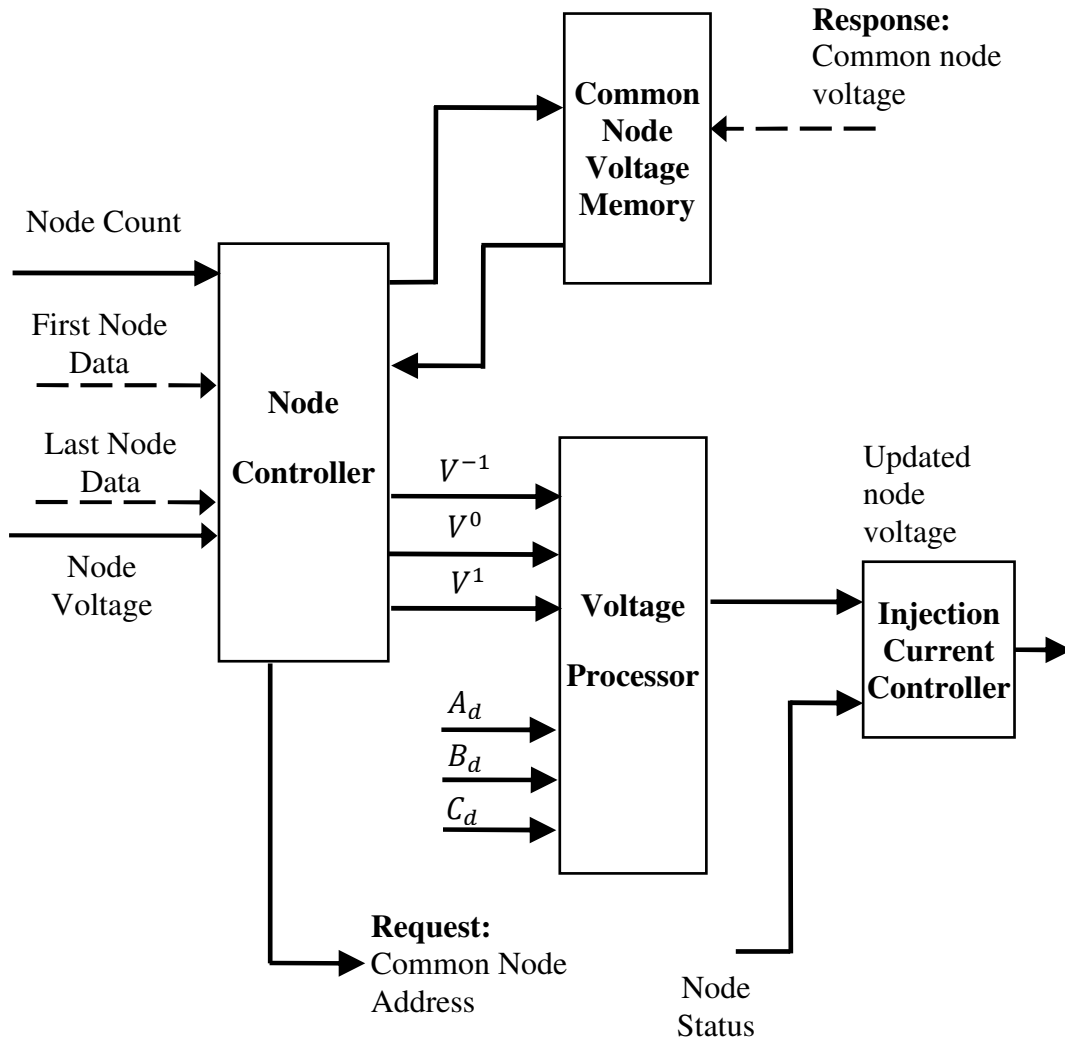 Response:
Common node
voltage
Common
Node
Voltage
Memory
Node Count
First Node
Data
Last Node
Data
Node
Voltage
Node
Controller
V⁻¹
V⁰
V¹
Voltage
Processor
A_d
B_d
C_d
Updated
node
voltage
Injection
Current
Controller
Request:
Common Node
Address
Node
Status